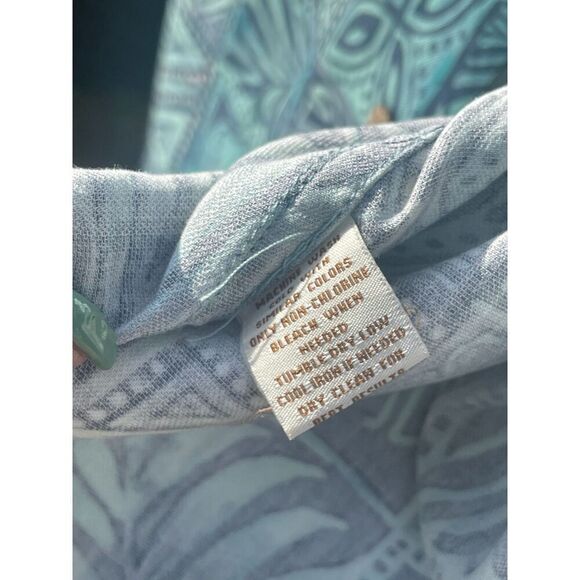 MACHINE WASH
WITH
SIMILAR COLORS
ONLY NON-CHLORINE
BLEACH WHEN
NEEDED
TUMBLE DRY LOW
COOL IRON IF NEEDED
DRY CLEAN FOR
BEST RESULTS